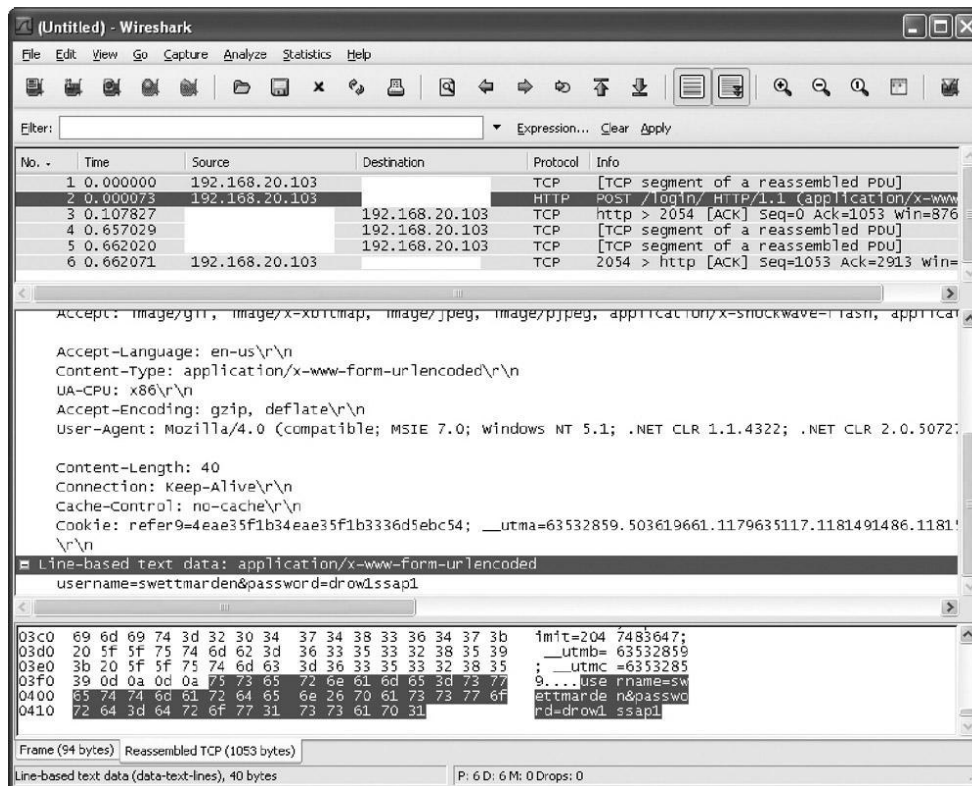 (Untitled) - Wireshark
File Edit View Go Capture Analyze Statistics Help
Filter: Expression... Clear Apply
No. - Time Source Destination Protocol Info
1 0.000000 192.168.20.103 TCP [TCP segment of a reassembled PDU]
2 0.000073 192.168.20.103 HTTP POST /login/ HTTP/1.1 (application/x-www
3 0.107827 192.168.20.103 TCP http > 2054 [ACK] Seq=0 Ack=1053 Win=876
4 0.657029 192.168.20.103 TCP [TCP segment of a reassembled PDU]
5 0.662020 192.168.20.103 TCP [TCP segment of a reassembled PDU]
6 0.662071 192.168.20.103 TCP 2054 > http [ACK] Seq=1053 Ack=2913 Win=
Accept: image/gif, image/x-xbitmap, image/jpeg, image/pjpeg, application/x-shockwave-flash, applicat
Accept-Language: en-us\r\n
Content-Type: application/x-www-form-urlencoded\r\n
UA-CPU: x86\r\n
Accept-Encoding: gzip, deflate\r\n
User-Agent: Mozilla/4.0 (compatible; MSIE 7.0; Windows NT 5.1; .NET CLR 1.1.4322; .NET CLR 2.0.50727
Content-Length: 40
Connection: Keep-Alive\r\n
Cache-Control: no-cache\r\n
Cookie: refer9=4eae35f1b34eae35f1b3336d5ebc54; __utma=63532859.503619661.1179635117.1181491486.1181
\r\n
Line-based text data: application/x-www-form-urlencoded
username=swettmarden&password=drow1ssap1
03c0 69 6d 69 74 3d 32 30 34 37 34 38 33 36 34 37 3b imit=204 7483647;
03d0 20 5f 5f 75 74 6d 62 3d 36 33 35 33 32 38 35 39 __utmb= 63532859
03e0 3b 20 5f 5f 75 74 6d 63 3d 36 33 35 33 32 38 35 ; __utmc =6353285
03f0 39 0d 0a 0d 0a 75 73 65 72 6e 61 6d 65 3d 73 77 9....use rname=sw
0400 65 74 74 6d 61 72 64 65 6e 26 70 61 73 73 77 6f ettmarde n&passwo
0410 72 64 3d 64 72 6f 77 31 73 73 61 70 31 rd=drow1 ssap1
Frame (94 bytes) Reassembled TCP (1053 bytes)
Line-based text data (data-text-lines), 40 bytes P: 6 D: 6 M: 0 Drops: 0